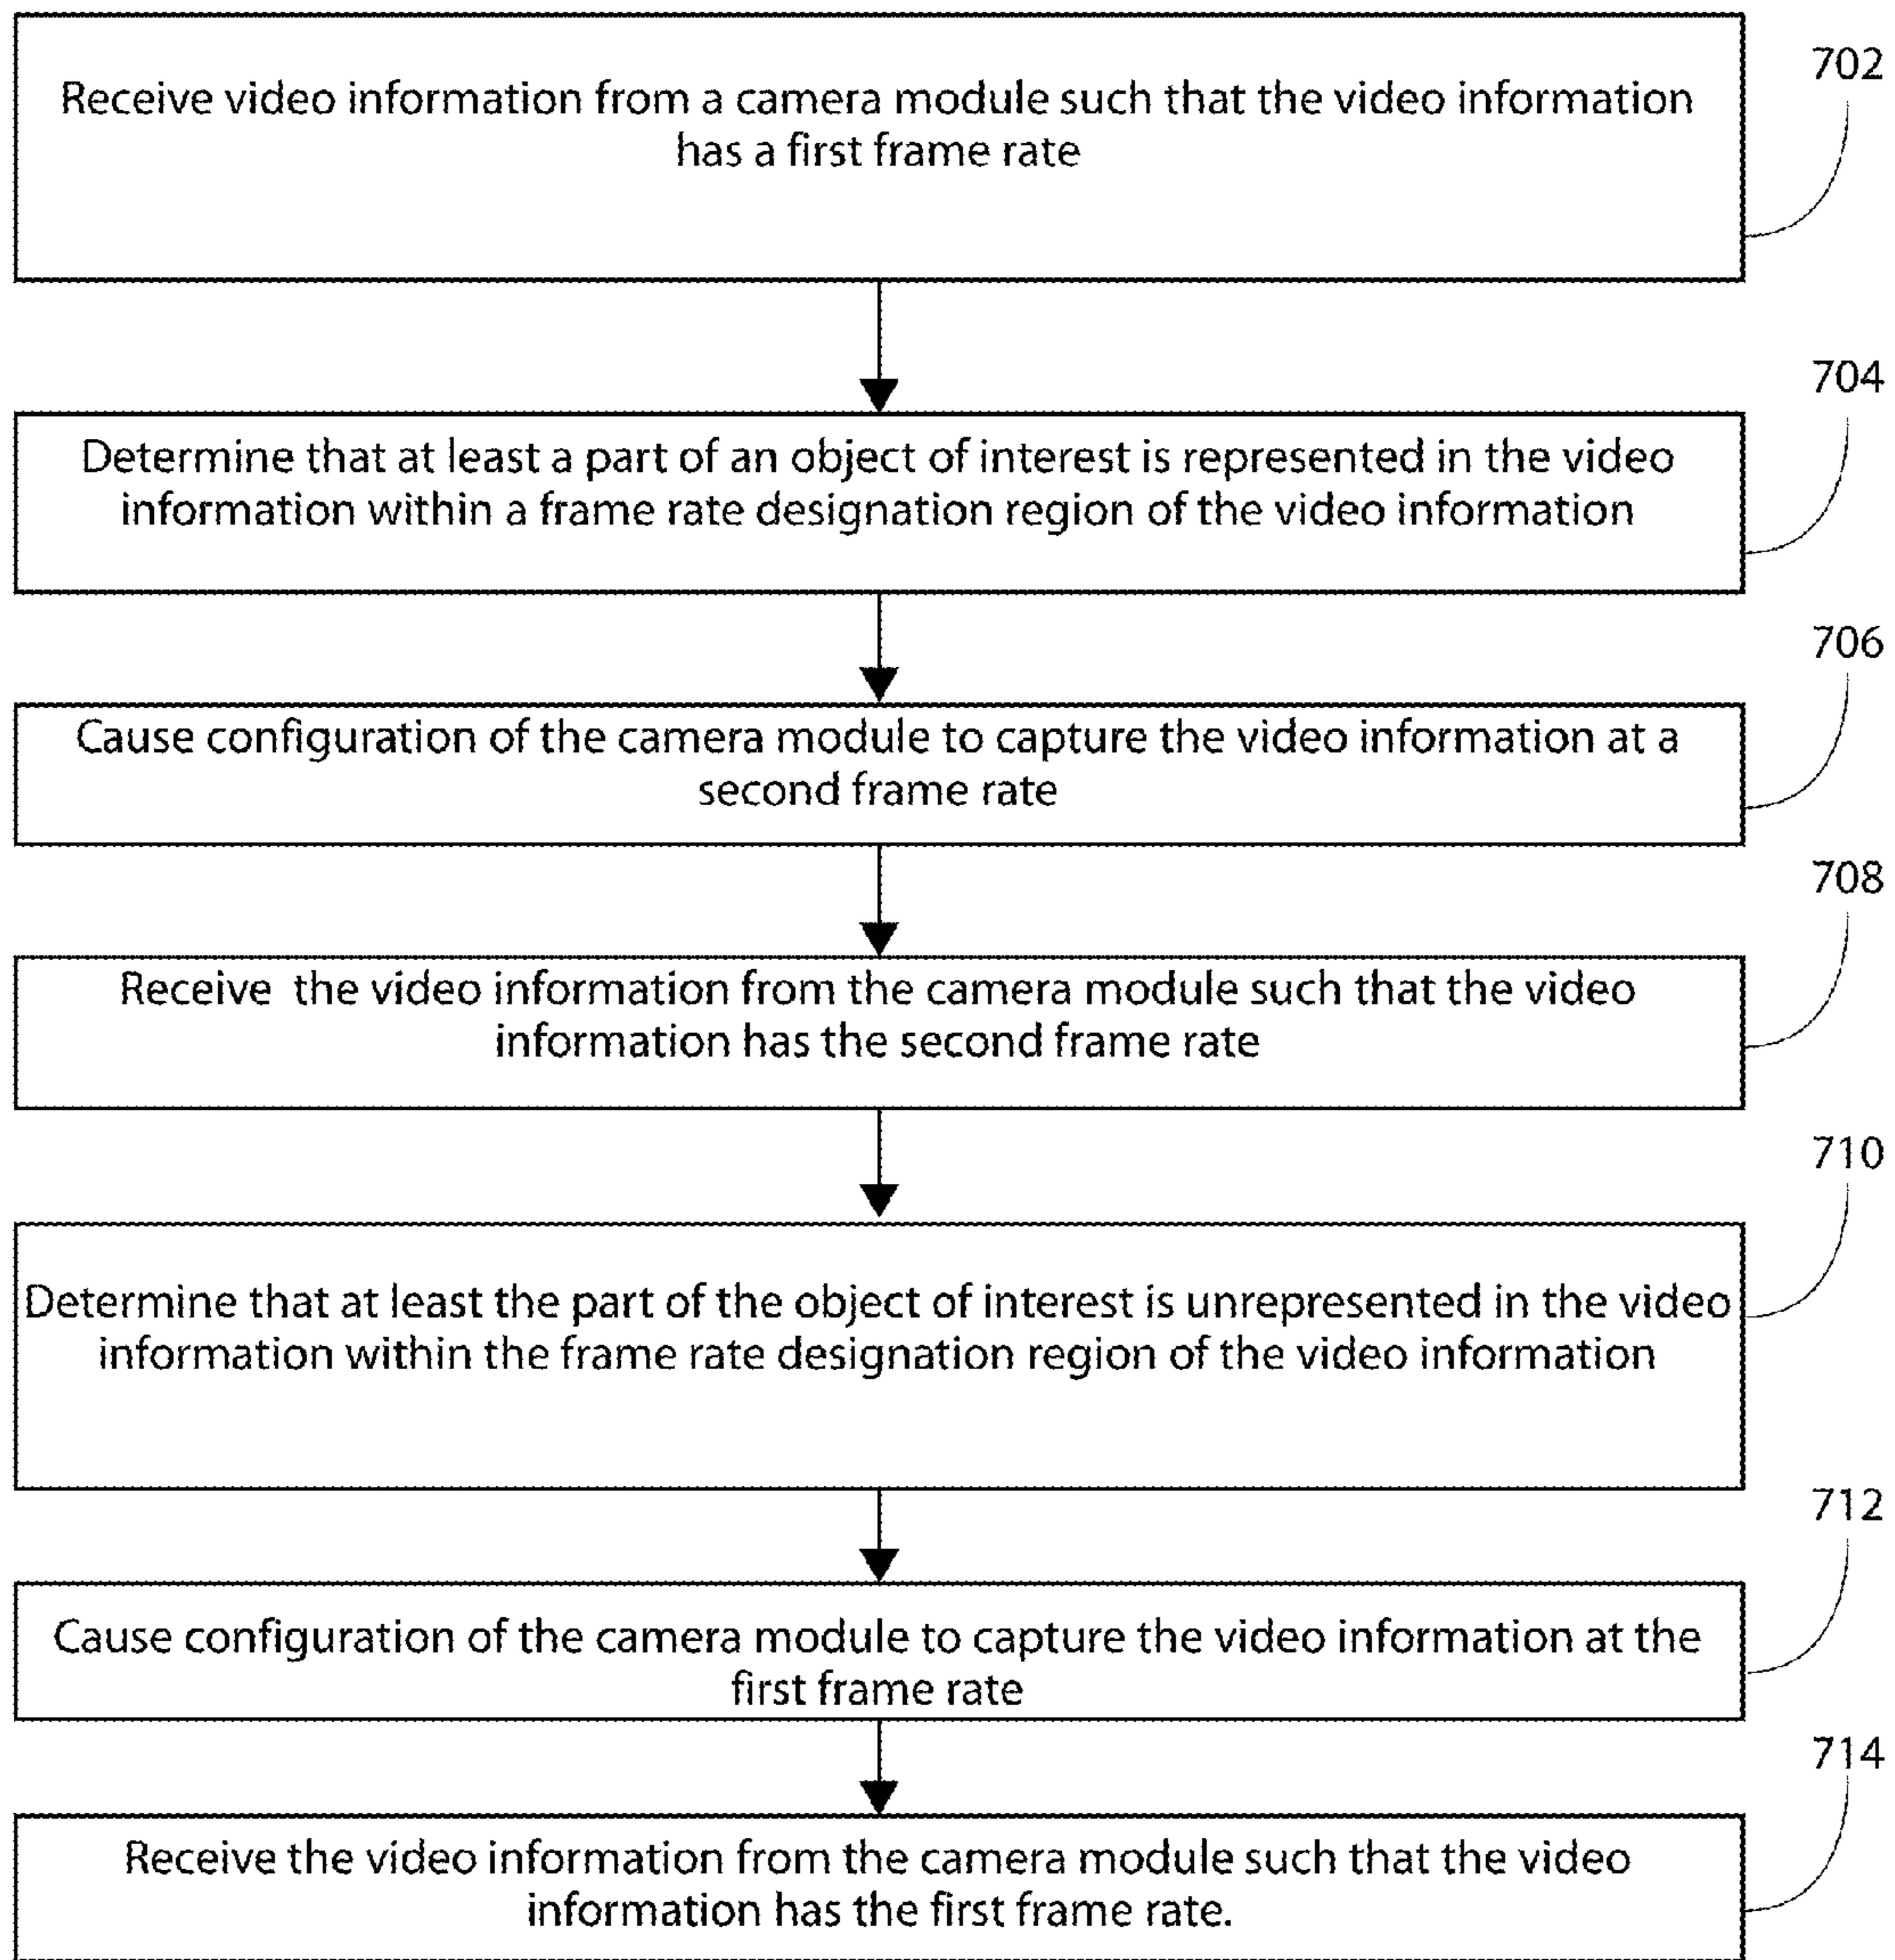 Receive video information from a camera module such that the video information
has a first frame rate
702
Determine that at least a part of an object of interest is represented in the video
information within a frame rate designation region of the video information
704
Cause configuration of the camera module to capture the video information at a
second frame rate
706
Receive the video information from the camera module such that the video
information has the second frame rate
708
Determine that at least the part of the object of interest is unrepresented in the video
information within the frame rate designation region of the video information
710
Cause configuration of the camera module to capture the video information at the
first frame rate
712
Receive the video information from the camera module such that the video
information has the first frame rate.
714